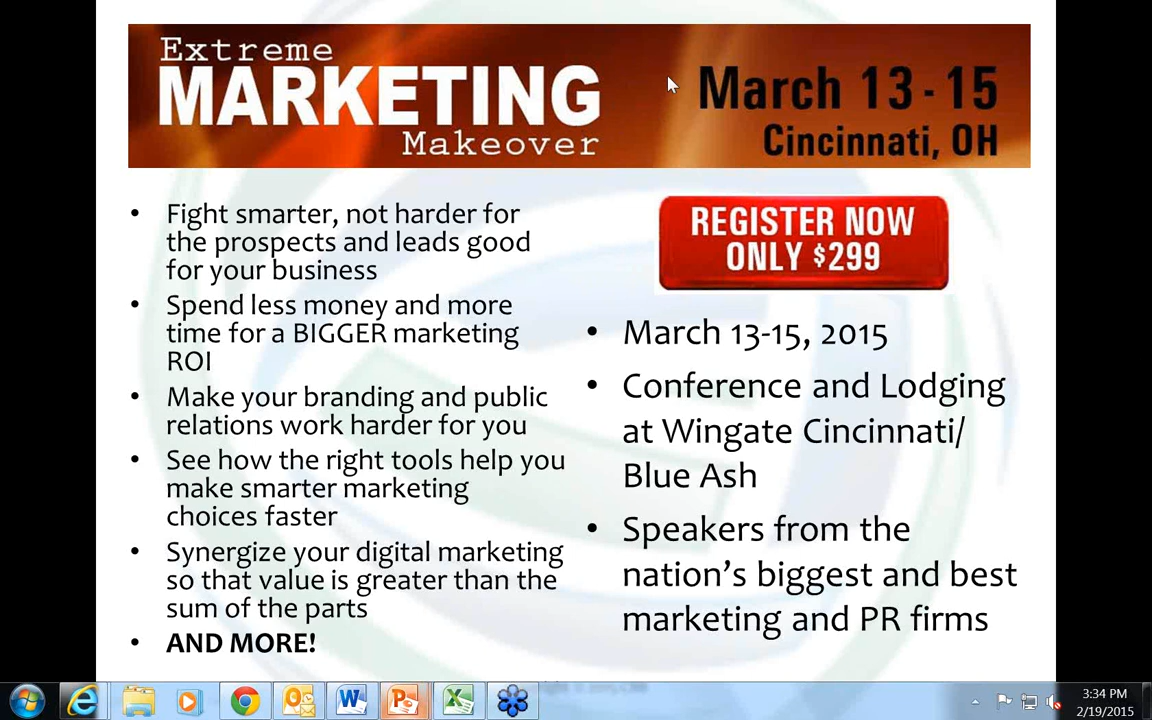 Extreme
MARKETING
Makeover
March 13 - 15
Cincinnati, OH
• Fight smarter, not harder for
the prospects and leads good
for your business
• Spend less money and more
time for a BIGGER marketing
ROI
• Make your branding and public
relations work harder for you
• See how the right tools help you
make smarter marketing
choices faster
• Synergize your digital marketing
so that value is greater than the
sum of the parts
• AND MORE!
REGISTER NOW
ONLY $299
• March 13-15, 2015
• Conference and Lodging
at Wingate Cincinnati/
Blue Ash
• Speakers from the
nation’s biggest and best
marketing and PR firms
3:34 PM
2/19/2015